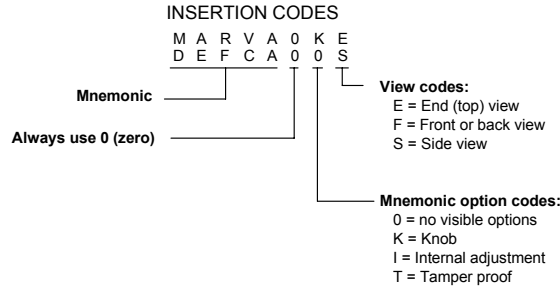 INSERTION CODES
M A R V A 0 K E
D E F C A 0 0 S
Mnemonic
Always use 0 (zero)
View codes:
E = End (top) view
F = Front or back view
S = Side view
Mnemonic option codes:
0 = no visible options
K = Knob
I = Internal adjustment
T = Tamper proof